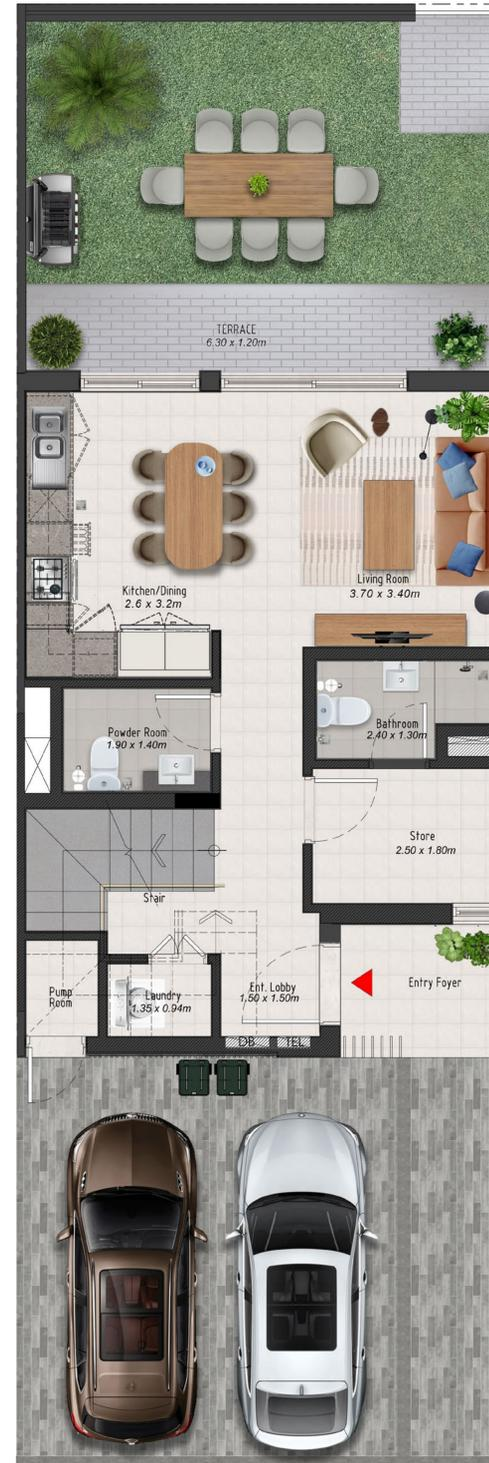 TERRACE
6.30 x 1.20m
Kitchen/Dining
2.6 x 3.2m
Living Room
3.70 x 3.40m
Powder Room
1.90 x 1.40m
Bathroom
2.40 x 1.30m
Store
2.50 x 1.80m
Stair
Pump
Room
Laundry
1.35 x 0.94m
Ent. Lobby
1.50 x 1.50m
Entry Foyer
DB
TEL